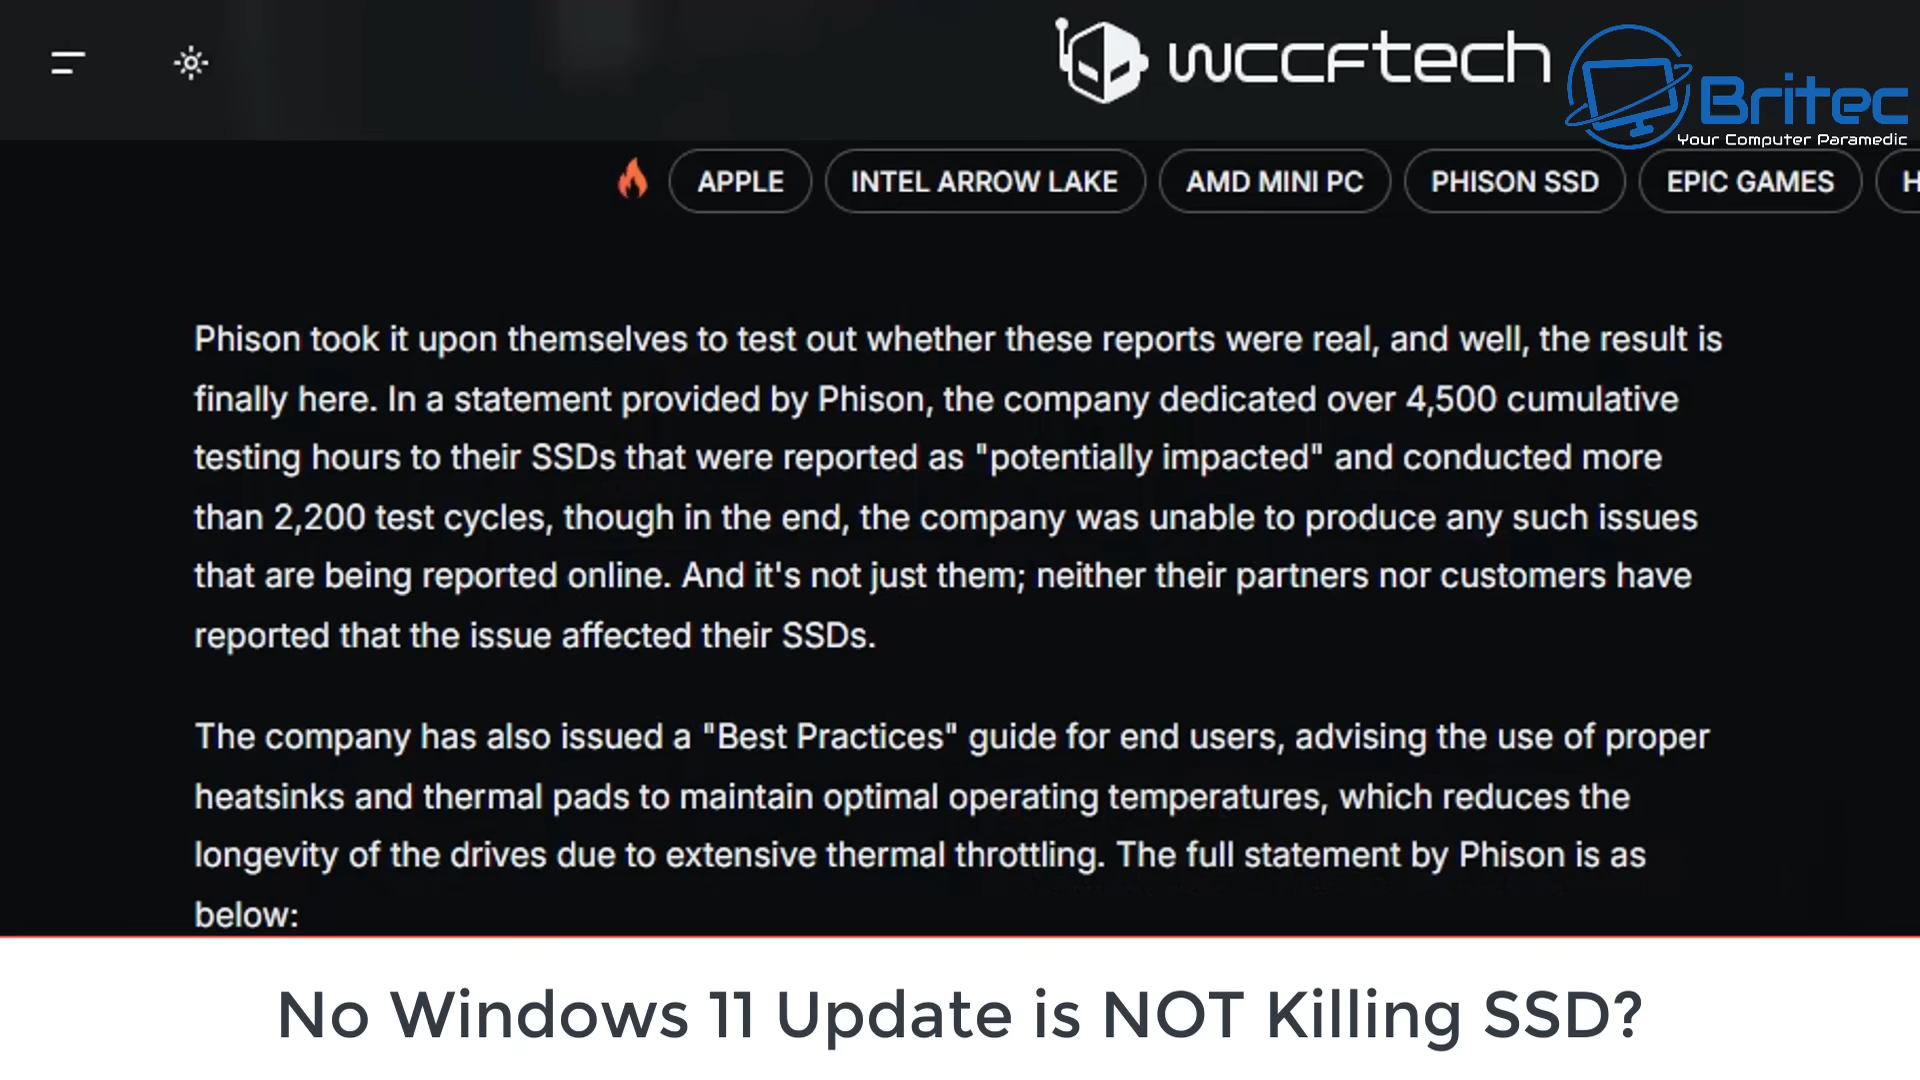 wccftech
Britec
Your Computer Paramedic
APPLE
INTEL ARROW LAKE
AMD MINI PC
PHISON SSD
EPIC GAMES
H
Phison took it upon themselves to test out whether these reports were real, and well, the result is
finally here. In a statement provided by Phison, the company dedicated over 4,500 cumulative
testing hours to their SSDs that were reported as "potentially impacted" and conducted more
than 2,200 test cycles, though in the end, the company was unable to produce any such issues
that are being reported online. And it's not just them; neither their partners nor customers have
reported that the issue affected their SSDs.
The company has also issued a "Best Practices" guide for end users, advising the use of proper
heatsinks and thermal pads to maintain optimal operating temperatures, which reduces the
longevity of the drives due to extensive thermal throttling. The full statement by Phison is as
below:
No Windows 11 Update is NOT Killing SSD?